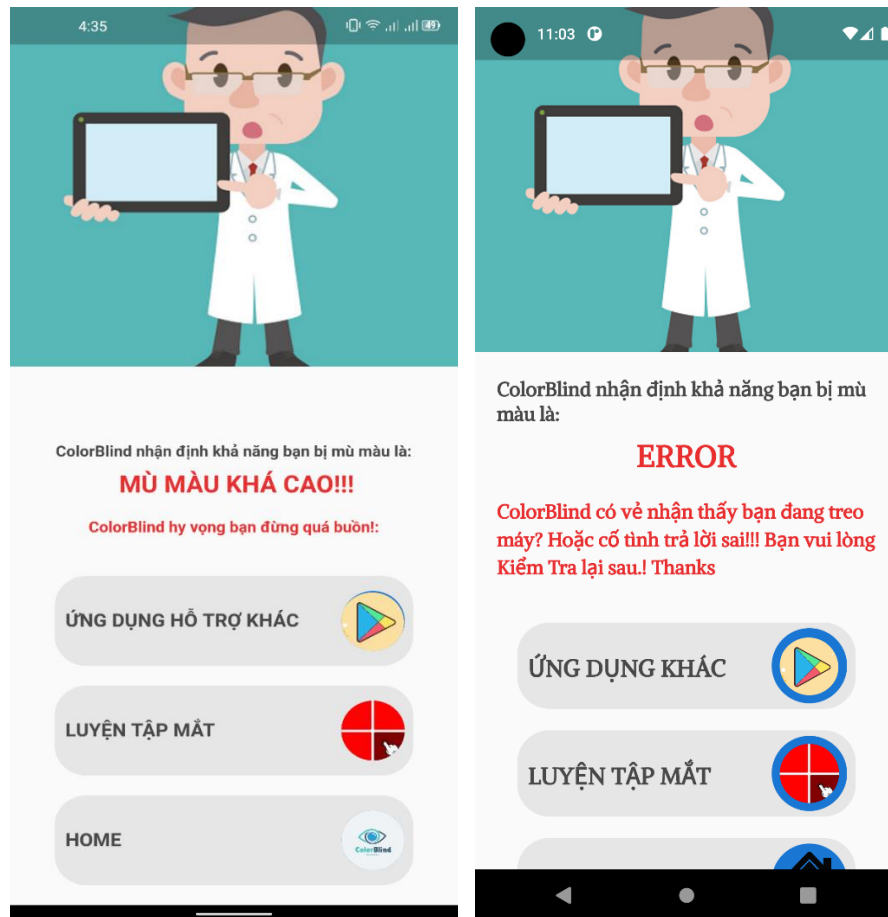 4:35
49
ColorBlind nhận định khả năng bạn bị mù màu là:
MÙ MÀU KHÁ CAO!!!
ColorBlind hy vọng bạn đừng quá buồn!:
ỨNG DỤNG HỖ TRỢ KHÁC
LUYỆN TẬP MẮT
HOME
ColorBlind
11:03
ColorBlind nhận định khả năng bạn bị mù
màu là:
ERROR
ColorBlind có vẻ nhận thấy bạn đang treo
máy? Hoặc cố tình trả lời sai!!! Bạn vui lòng
Kiểm Tra lại sau.! Thanks
ỨNG DỤNG KHÁC
LUYỆN TẬP MẮT